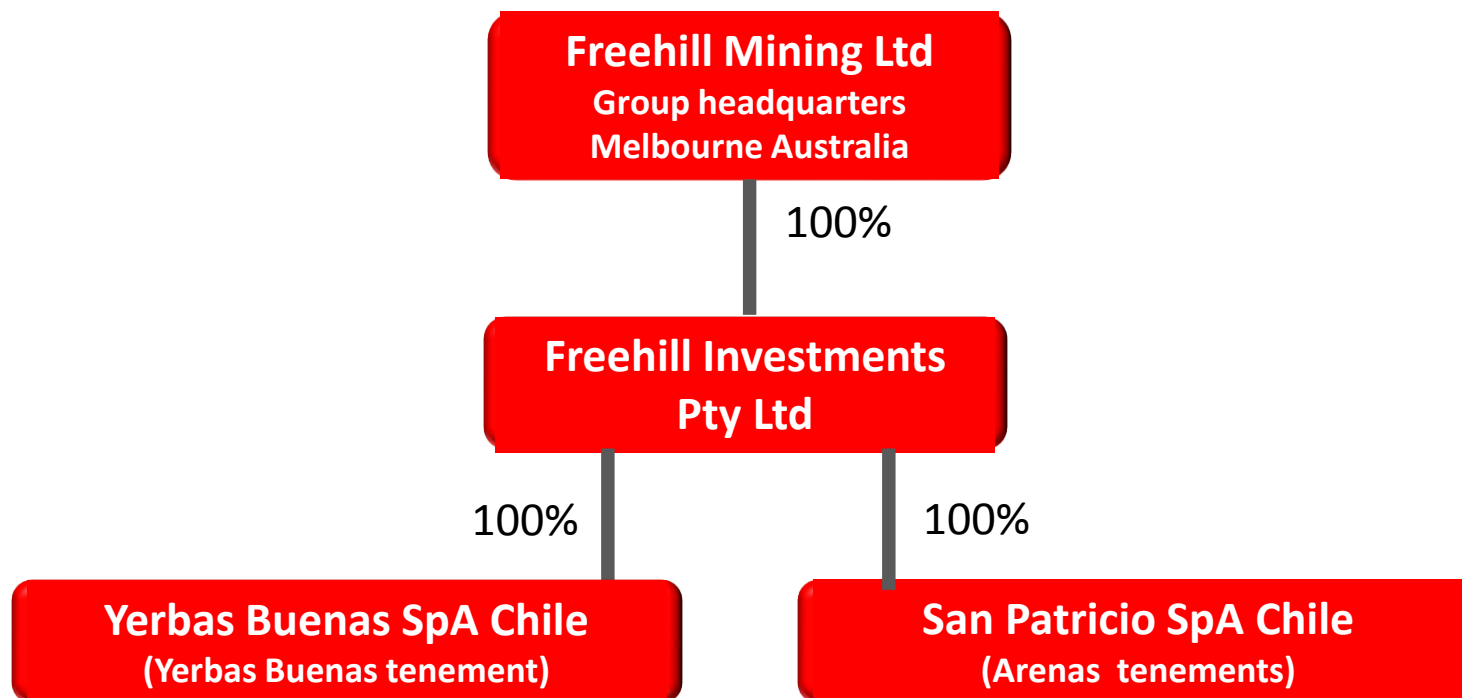 Freehill Mining Ltd
Group headquarters
Melbourne Australia
100%
Freehill Investments
Pty Ltd
100%
100%
Yerbas Buenas SpA Chile
(Yerbas Buenas tenement)
San Patricio SpA Chile
(Arenas  tenements)